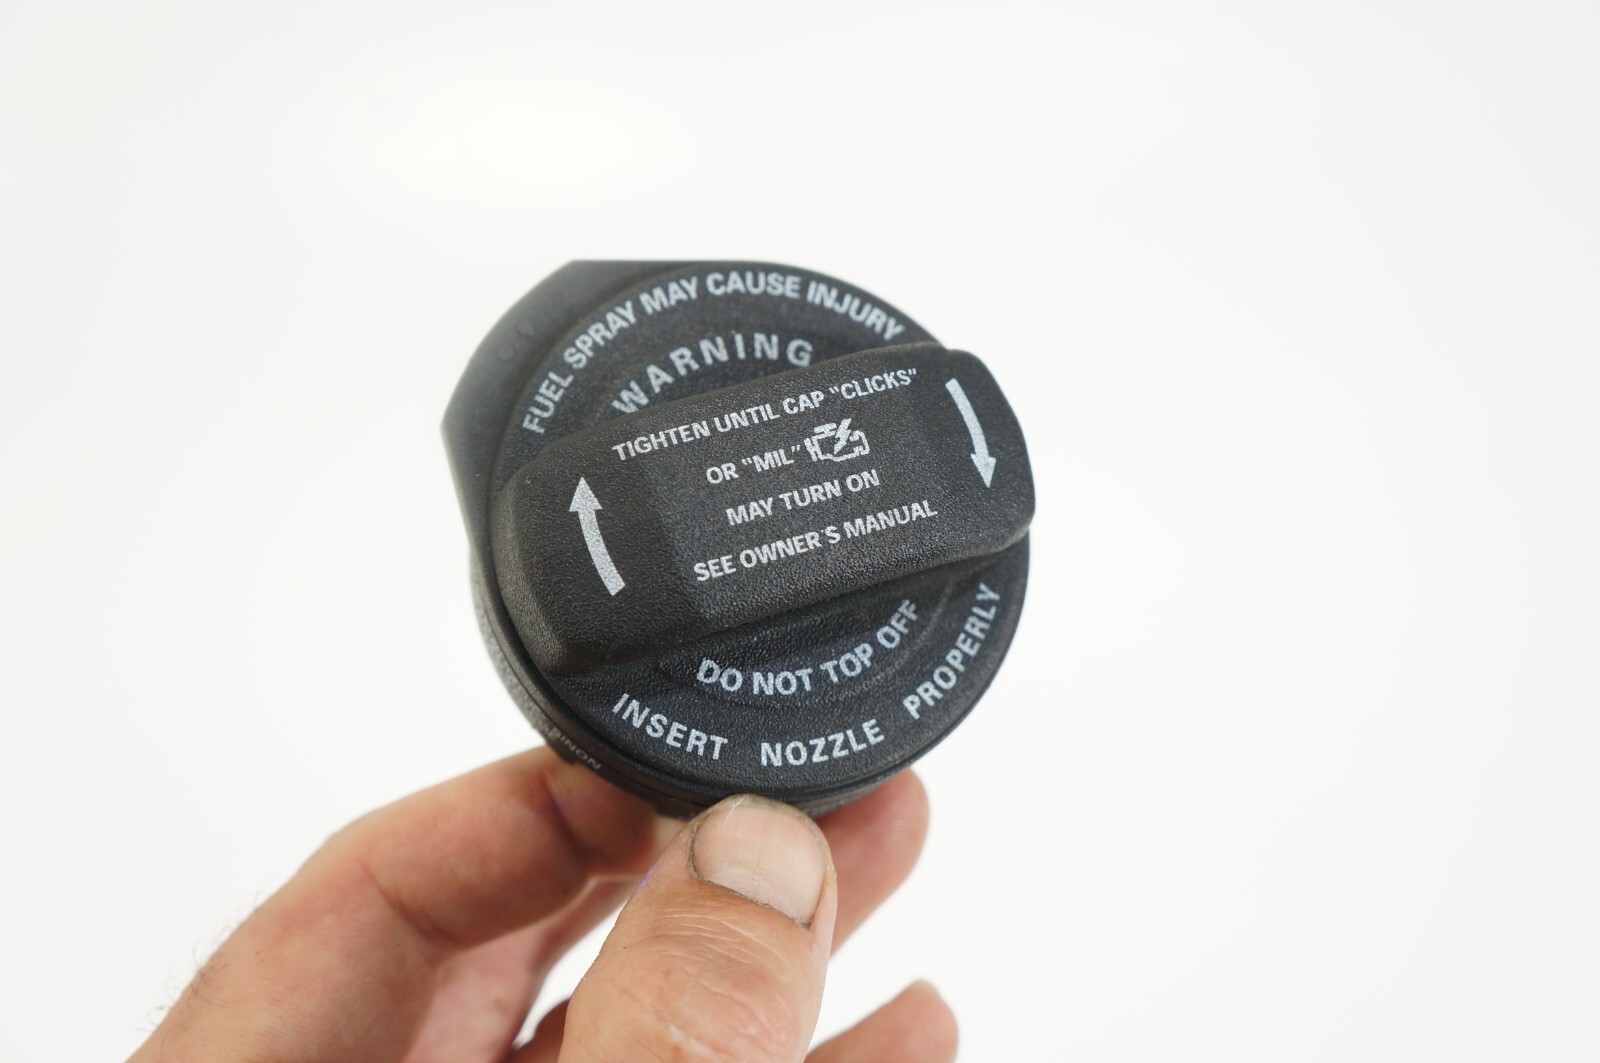 FUEL SPRAY MAY CAUSE INJURY
WARNING
TIGHTEN UNTIL CAP "CLICKS"
OR "MIL"
MAY TURN ON
SEE OWNER'S MANUAL
DO NOT TOP OFF
INSERT NOZZLE PROPERLY